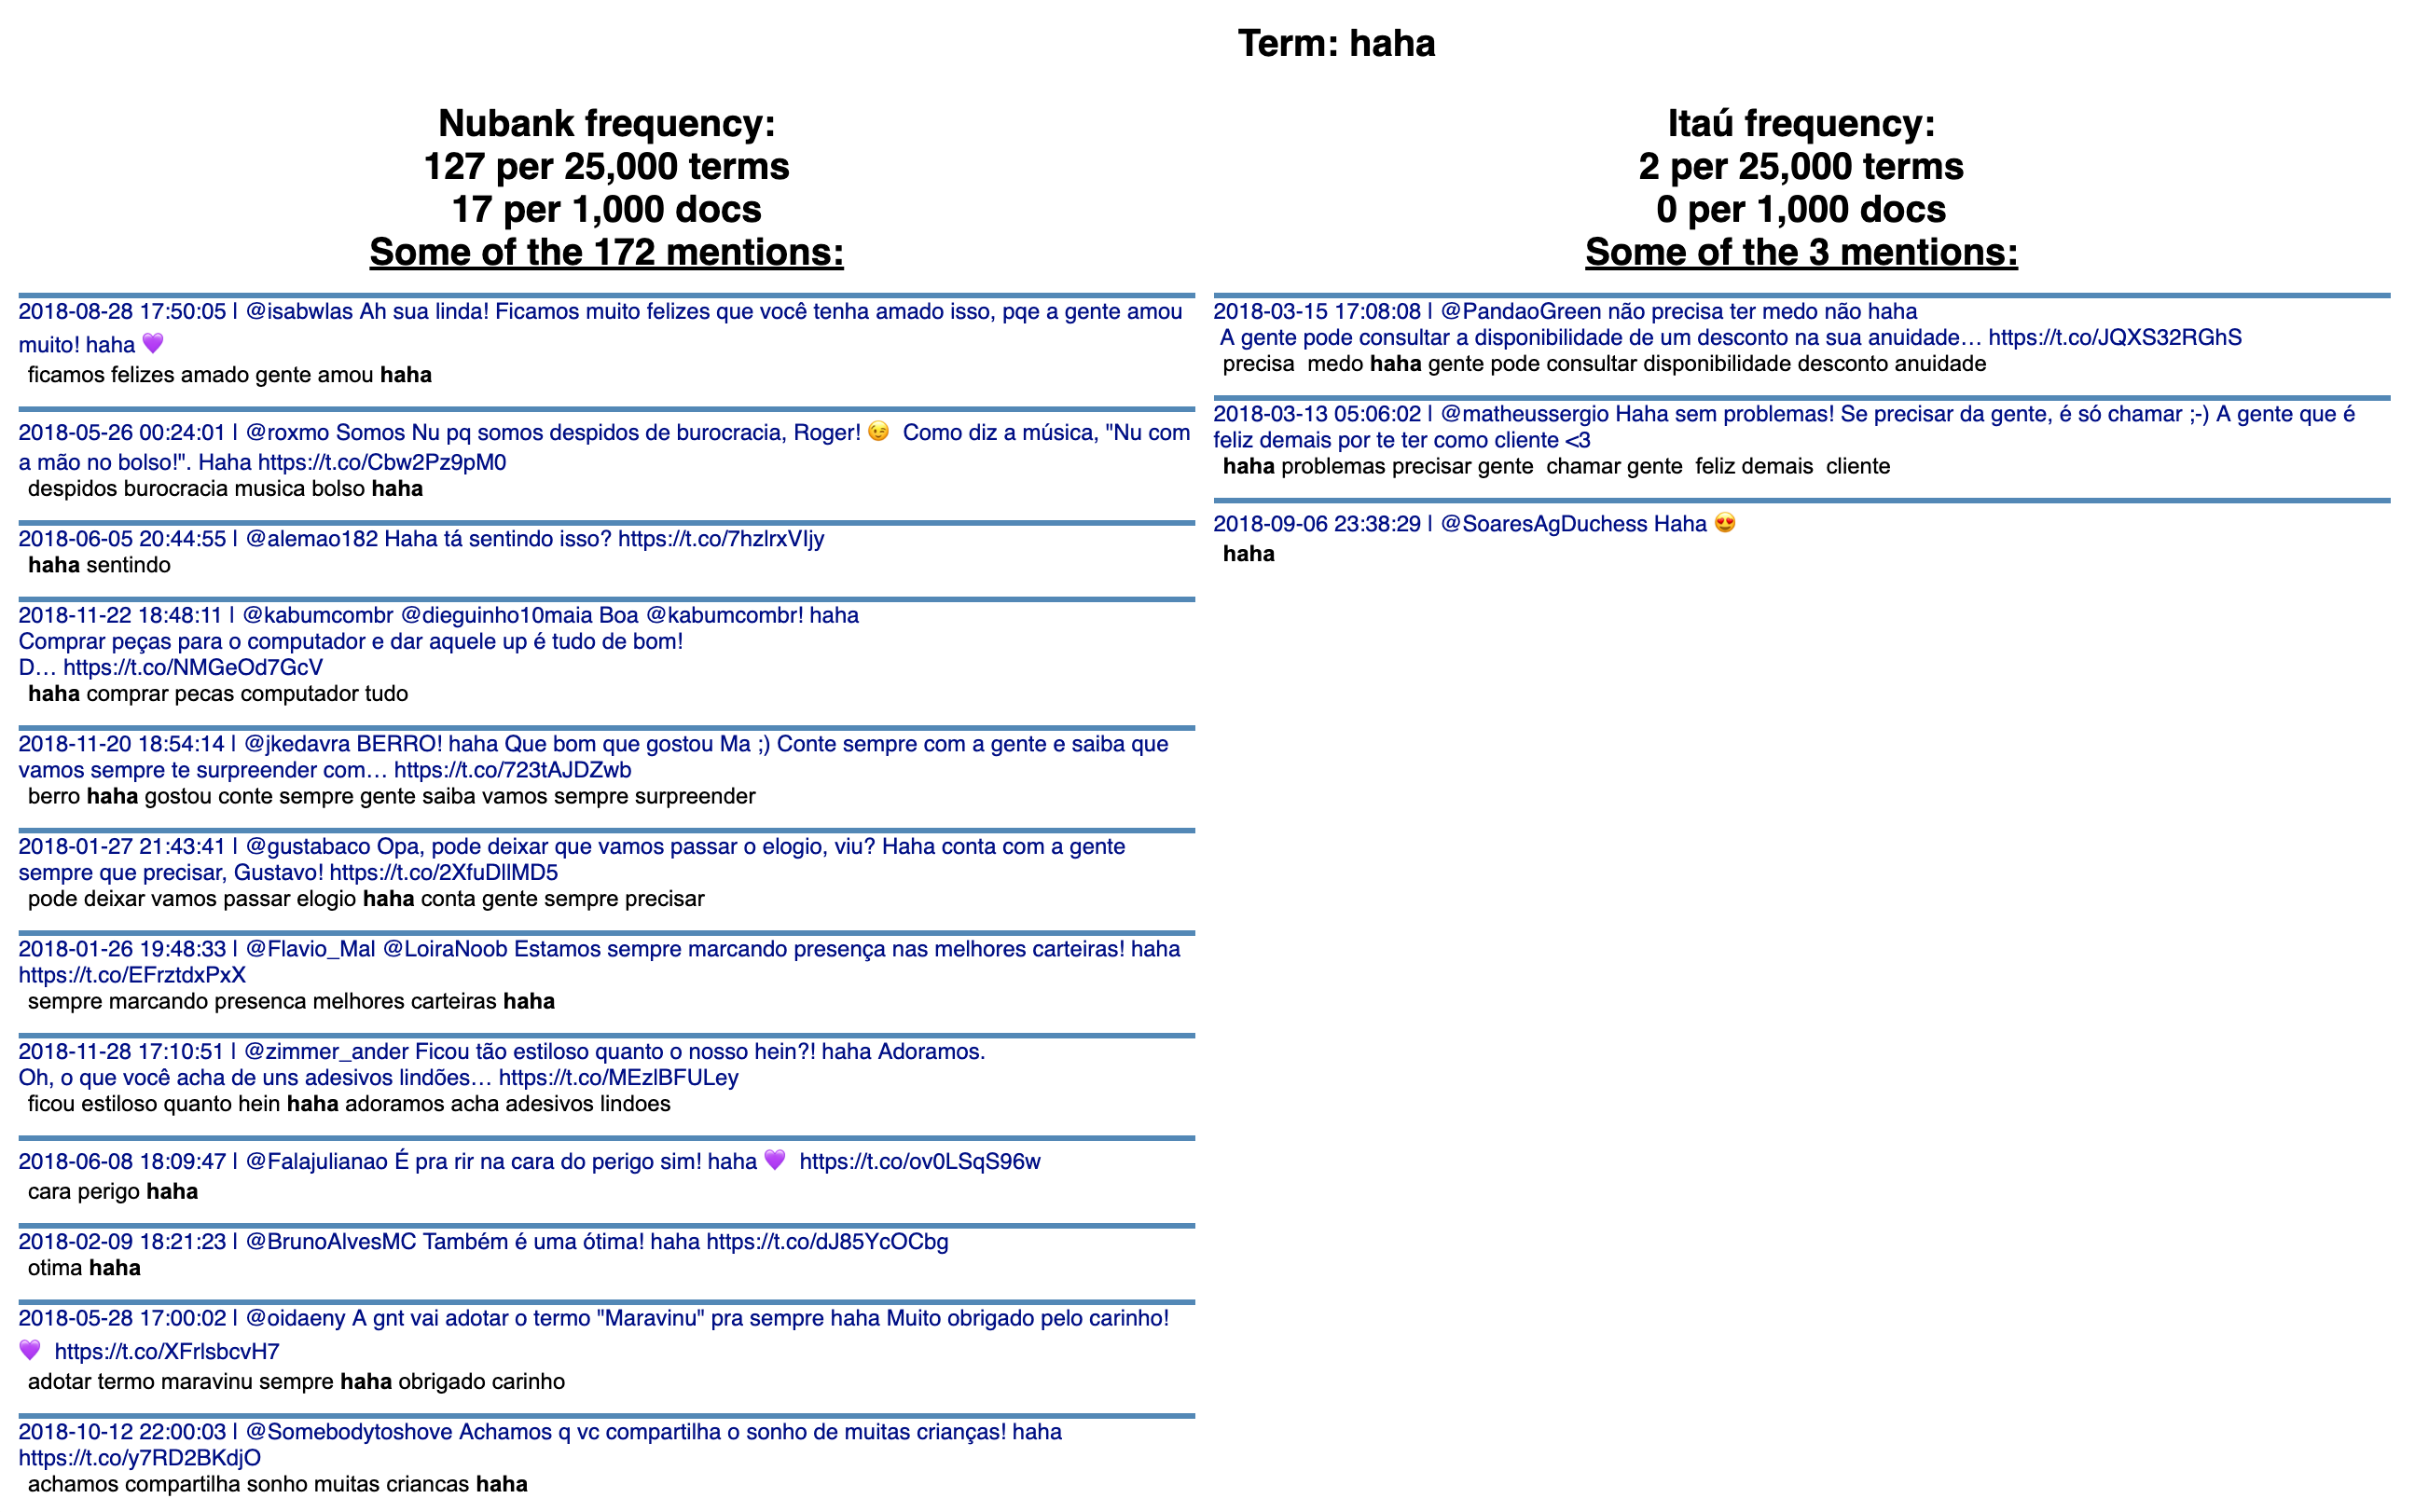 Term: haha
Nubank frequency:
127 per 25,000 terms
17 per 1,000 docs
Some of the 172 mentions:
2018-08-28 17:50:05 | @isabwlas Ah sua linda! Ficamos muito felizes que você tenha amado isso, pqe a gente amou
muito! haha 💜
ficamos felizes amado gente amou haha
2018-05-26 00:24:01 | @roxmo Somos Nu pq somos despidos de burocracia, Roger! 😉 Como diz a música, "Nu com
a mão no bolso!". Haha https://t.co/Cbw2Pz9pM0
despidos burocracia musica bolso haha
2018-06-05 20:44:55 | @alemao182 Haha tá sentindo isso? https://t.co/7hzlrxVIjy
haha sentindo
2018-11-22 18:48:11 | @kabumcombr @dieguinho10maia Boa @kabumcombr! haha
Comprar peças para o computador e dar aquele up é tudo de bom!
D… https://t.co/NMGeOd7GcV
haha comprar pecas computador tudo
2018-11-20 18:54:14 | @jkedavra BERRO! haha Que bom que gostou Ma ;) Conte sempre com a gente e saiba que
vamos sempre te surpreender com… https://t.co/723tAJDZwb
berro haha gostou conte sempre gente saiba vamos sempre surpreender
2018-01-27 21:43:41 | @gustabaco Opa, pode deixar que vamos passar o elogio, viu? Haha conta com a gente
sempre que precisar, Gustavo! https://t.co/2XfuDllMD5
pode deixar vamos passar elogio haha conta gente sempre precisar
2018-01-26 19:48:33 | @Flavio_Mal @LoiraNoob Estamos sempre marcando presença nas melhores carteiras! haha
https://t.co/EFrztdxPxX
sempre marcando presenca melhores carteiras haha
2018-11-28 17:10:51 | @zimmer_ander Ficou tão estiloso quanto o nosso hein?! haha Adoramos.
Oh, o que você acha de uns adesivos lindões… https://t.co/MEzlBFULey
ficou estiloso quanto hein haha adoramos acha adesivos lindoes
2018-06-08 18:09:47 | @Falajulianao É pra rir na cara do perigo sim! haha 💜 https://t.co/ov0LSqS96w
cara perigo haha
2018-02-09 18:21:23 | @BrunoAlvesMC Também é uma ótima! haha https://t.co/dJ85YcOCbg
otima haha
2018-05-28 17:00:02 | @oidaeny A gnt vai adotar o termo "Maravinu" pra sempre haha Muito obrigado pelo carinho!
💜 https://t.co/XFrlsbcvH7
adotar termo maravinu sempre haha obrigado carinho
2018-10-12 22:00:03 | @Somebodytoshove Achamos q vc compartilha o sonho de muitas crianças! haha
https://t.co/y7RD2BKdjO
achamos compartilha sonho muitas criancas haha
Itaú frequency:
2 per 25,000 terms
0 per 1,000 docs
Some of the 3 mentions:
2018-03-15 17:08:08 | @PandaoGreen não precisa ter medo não haha
A gente pode consultar a disponibilidade de um desconto na sua anuidade… https://t.co/JQXS32RGhS
precisa medo haha gente pode consultar disponibilidade desconto anuidade
2018-03-13 05:06:02 | @matheussergio Haha sem problemas! Se precisar da gente, é só chamar ;-) A gente que é
feliz demais por te ter como cliente <3
haha problemas precisar gente chamar gente feliz demais cliente
2018-09-06 23:38:29 | @SoaresAgDuchess Haha 😍
haha